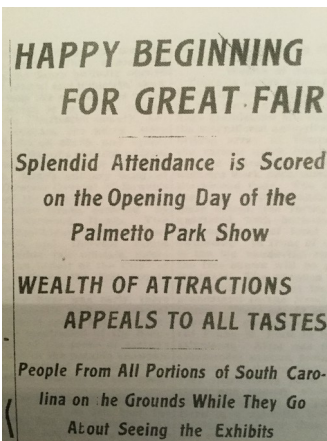 HAPPY BEGINNING
FOR GREAT FAIR
Splendid Attendance is Scored
on the Opening Day of the
Palmetto Park Show
WEALTH OF ATTRACTIONS
APPEALS TO ALL TASTES
People From All Portions of South Caro-
lina on he Grounds While They Go
About Seeing the Exhibits